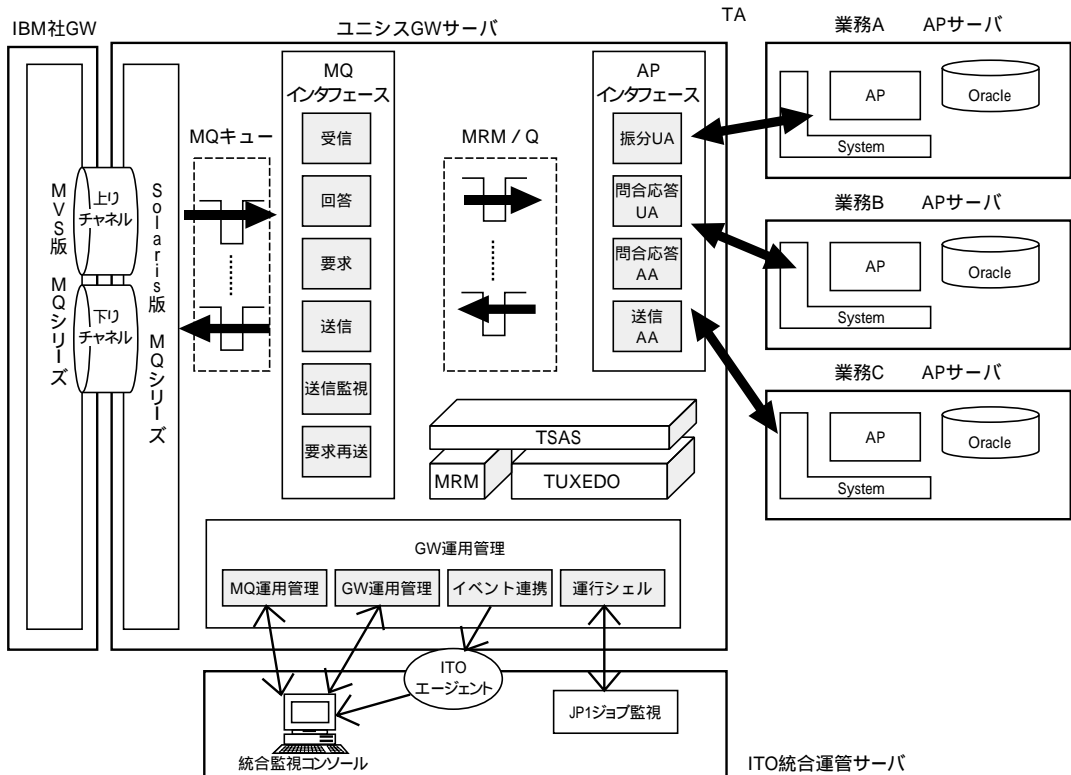 IBM社GW
ユニシスGWサーバ
TA
業務A APサーバ
MVS版 MQシリーズ
上り
チャネル
下り
チャネル
Solaris版 MQシリーズ
MQキュー
MQ
インタフェース
受信
回答
要求
送信
送信監視
要求再送
MRM / Q
AP
インタフェース
振分UA
問合応答
UA
問合応答
AA
送信
AA
AP
Oracle
System
業務B APサーバ
AP
Oracle
System
業務C APサーバ
AP
Oracle
System
TSAS
MRM
TUXEDO
GW運用管理
MQ運用管理
GW運用管理
イベント連携
運行シェル
ITO
エージェント
JP1ジョブ監視
統合監視コンソール
ITO統合運管サーバ